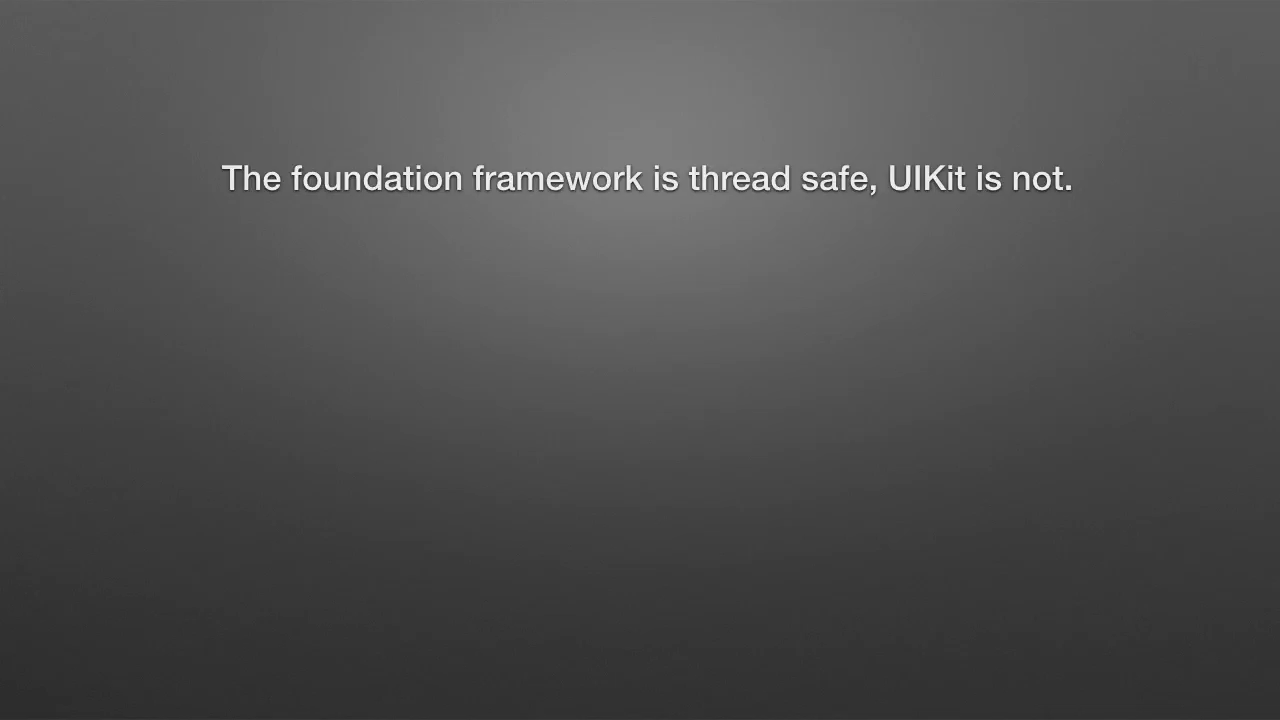 The foundation framework is thread safe, UIKit is not.